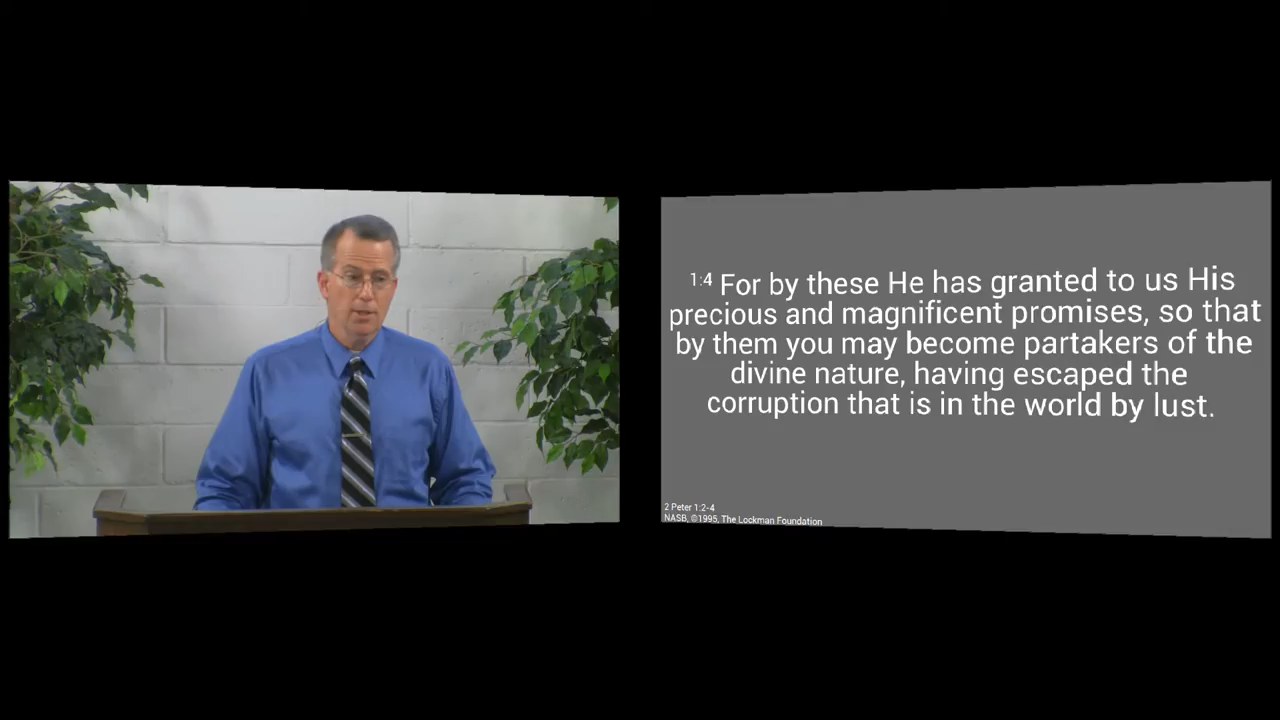 1:4 For by these He has granted to us His
precious and magnificent promises, so that
by them you may become partakers of the
divine nature, having escaped the
corruption that is in the world by lust.
2 Peter 1:2-4
NASB, ©1995, The Lockman Foundation